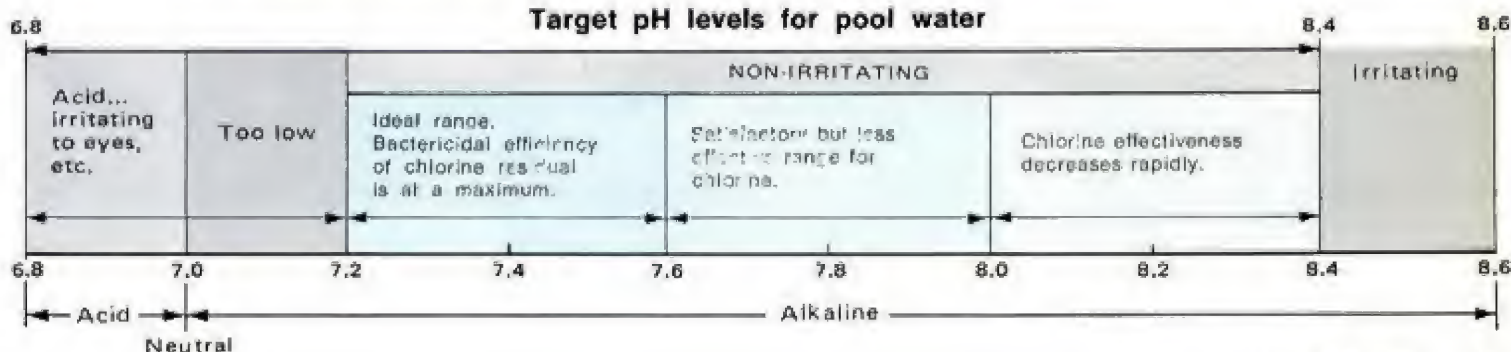 Target pH levels for pool water
6.8 8.4 8.6
NON-IRRITATING
Irritating
Acid...
irritating
to eyes,
etc.
Too low
Ideal range.
Bactericidal efficiency
of chlorine residual
is at a maximum.
Satisfactory but less
effective range for
chlorine.
Chlorine effectiveness
decreases rapidly.
6.8 7.0 7.2 7.4 7.6 7.8 8.0 8.2 8.4 8.6
Acid Alkaline
Neutral